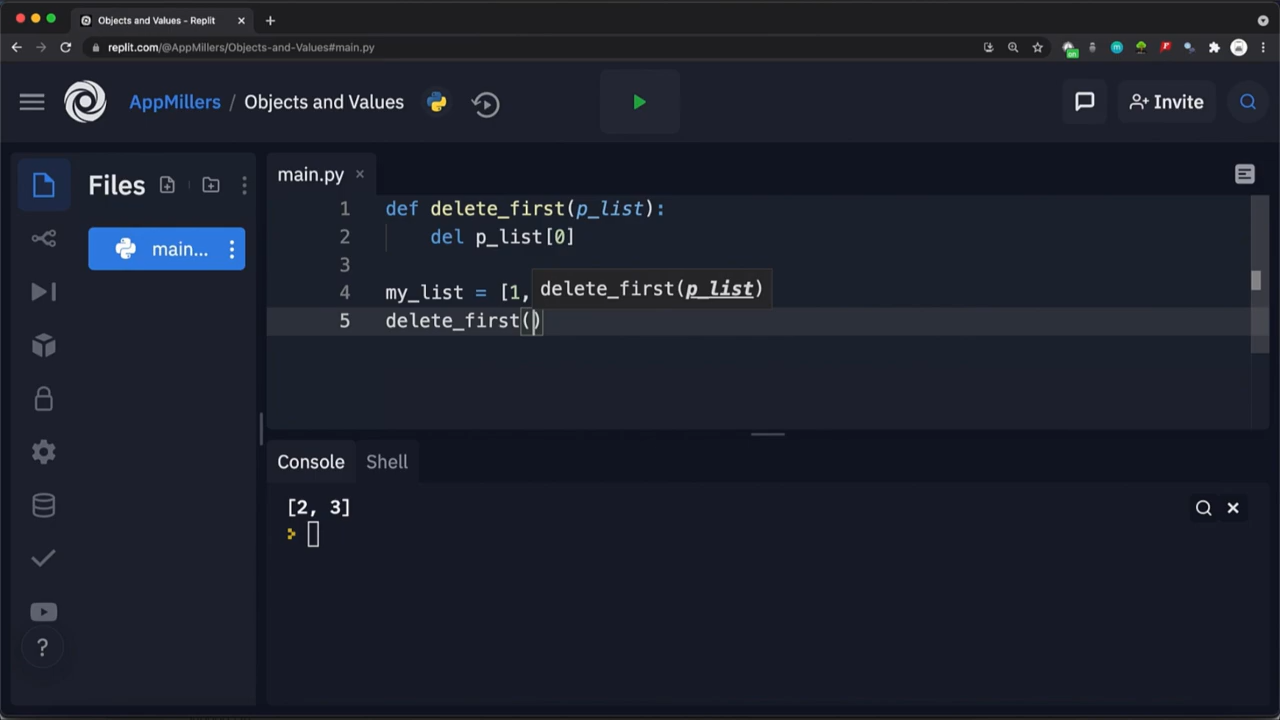 Objects and Values - Replit
replit.com/@AppMillers/Objects-and-Values#main.py
on
AppMillers / Objects and Values
Invite
Files
main...
main.py
1 def delete_first(p_list):
2 del p_list[0]
3
4 my_list = [1,
delete_first(p_list)
5 delete_first()
Console
Shell
[2, 3]
?